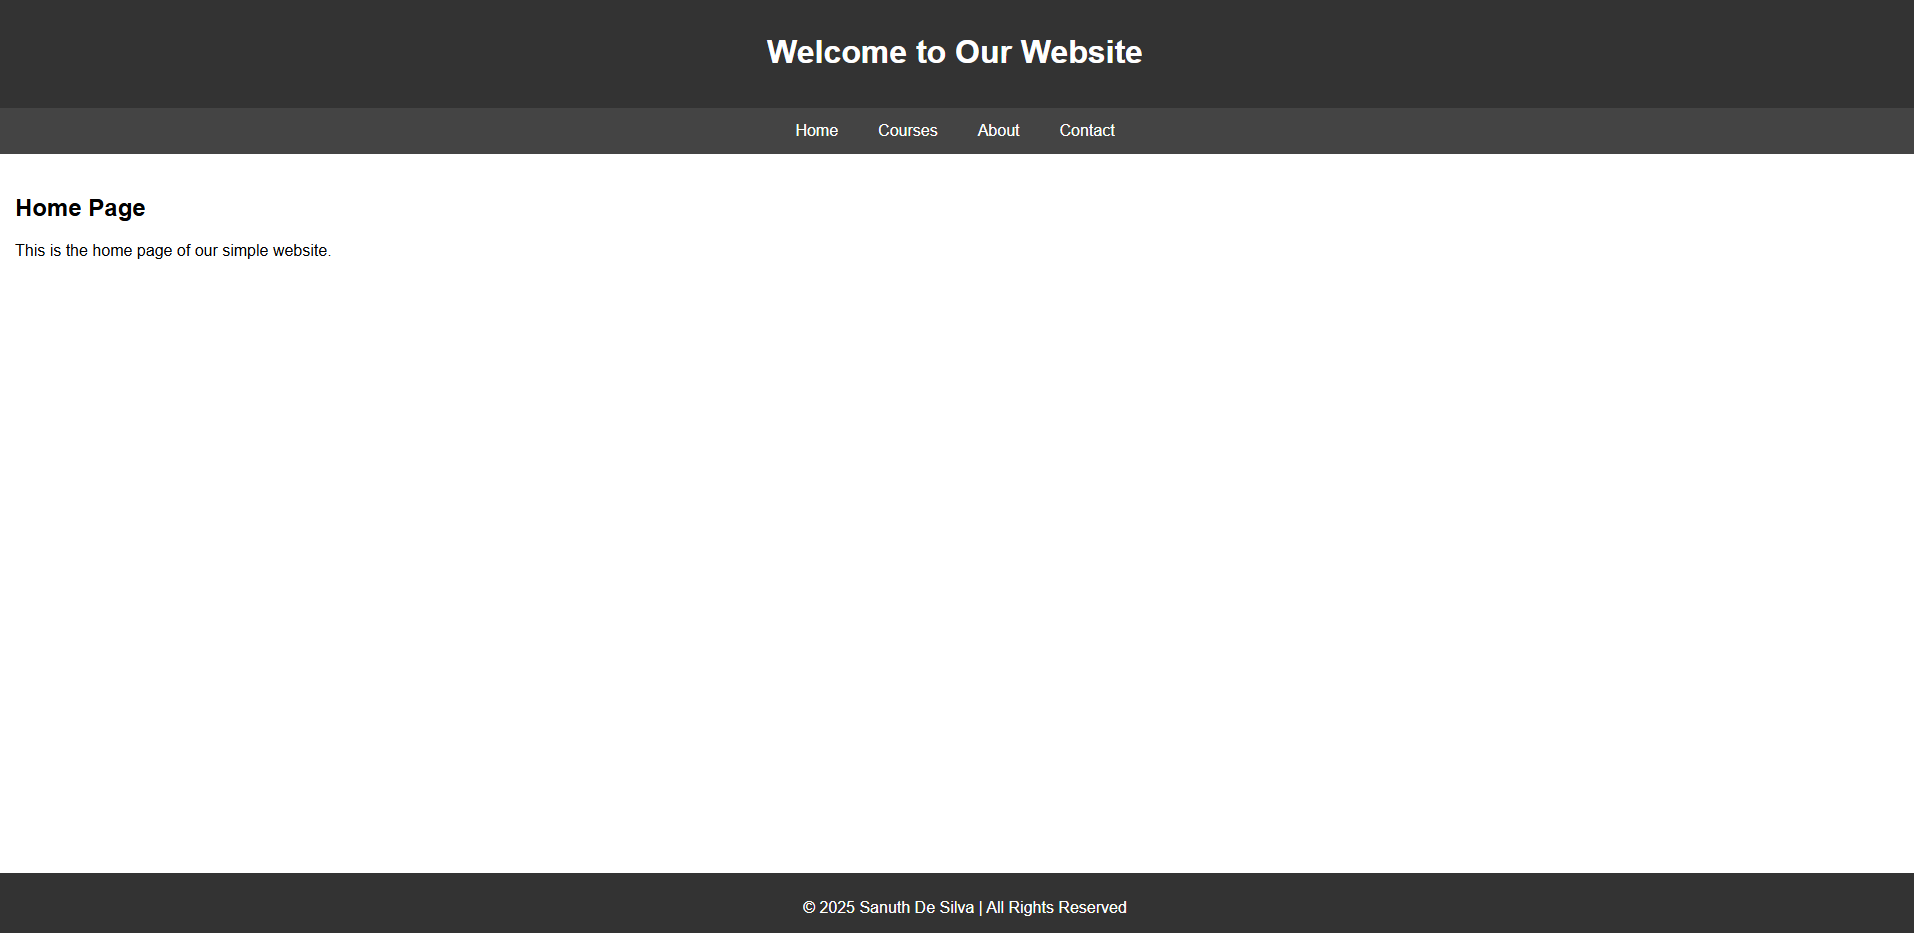 Welcome to Our Website
Home Courses About Contact
Home Page
This is the home page of our simple website.
© 2025 Sanuth De Silva | All Rights Reserved